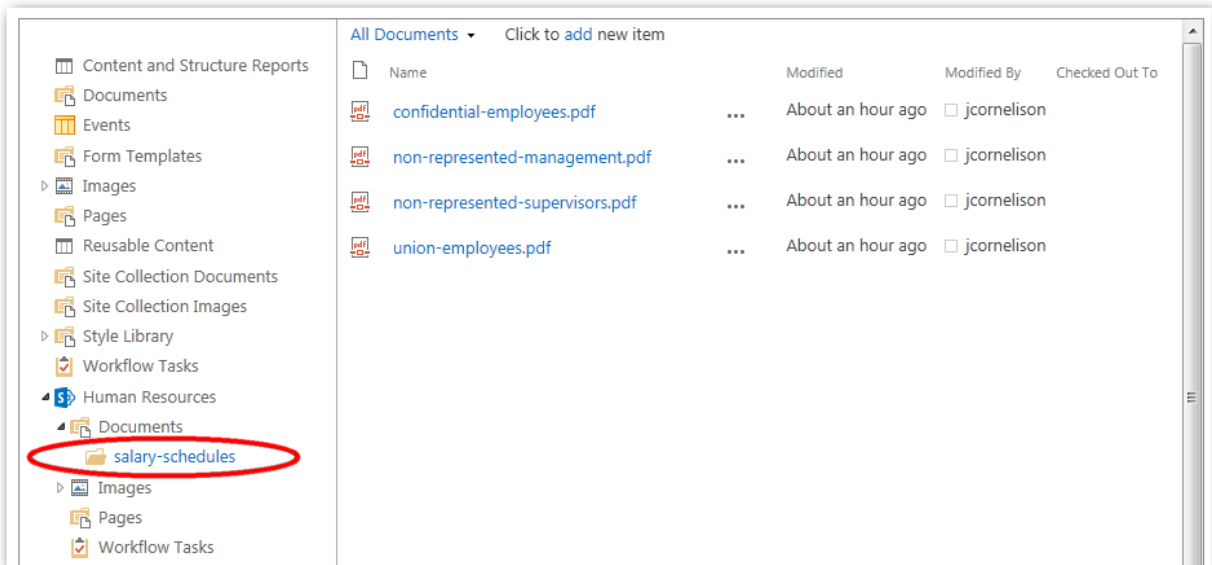 All Documents Click to add new item
Name Modified Modified By Checked Out To
confidential-employees.pdf ... About an hour ago jcornelison
non-represented-management.pdf ... About an hour ago jcornelison
non-represented-supervisors.pdf ... About an hour ago jcornelison
union-employees.pdf ... About an hour ago jcornelison
Content and Structure Reports
Documents
Events
Form Templates
Images
Pages
Reusable Content
Site Collection Documents
Site Collection Images
Style Library
Workflow Tasks
Human Resources
Documents
salary-schedules
Images
Pages
Workflow Tasks